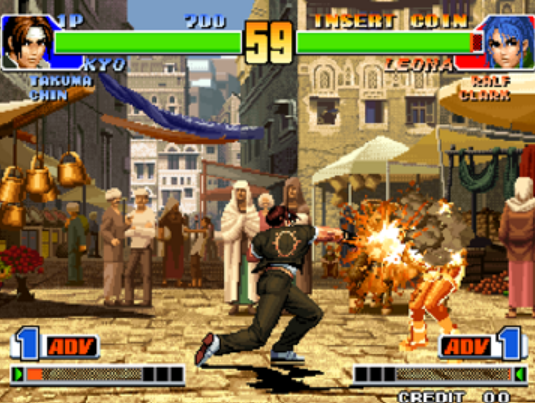 1P 700 INSERT COIN
59
KYO LEONA
TAKUMA RALF
CHIN CLARK
1 ADV ADV 1
CREDIT 00